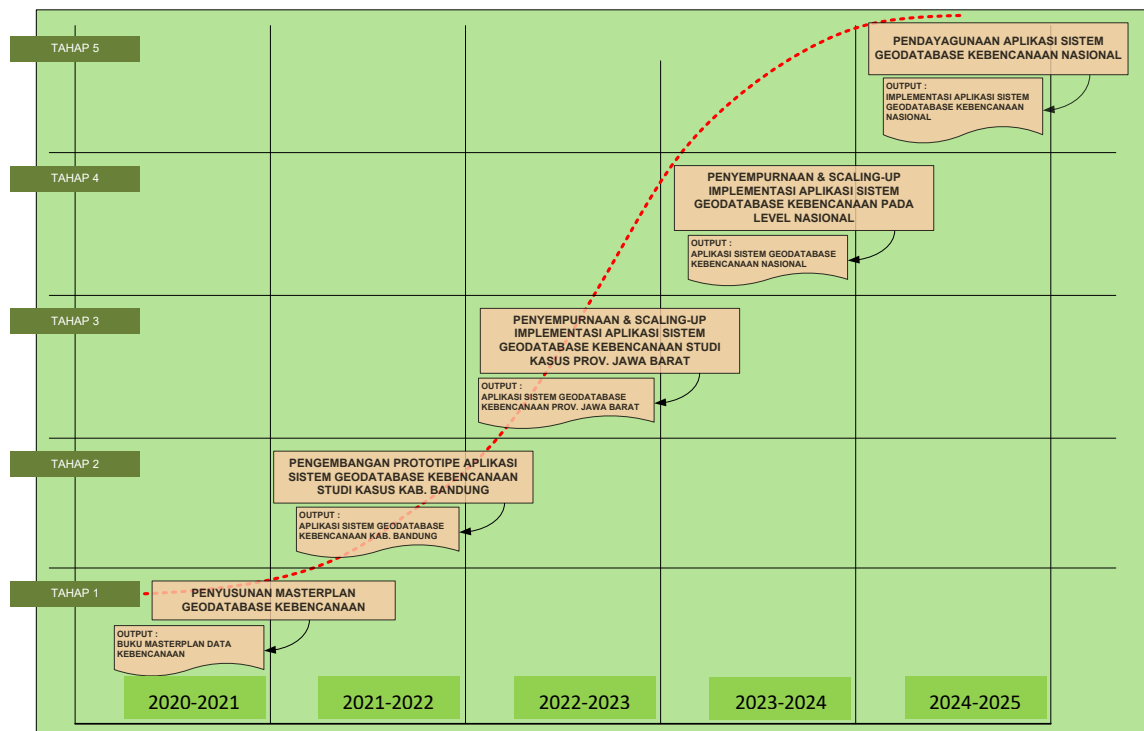 TAHAP 5
PENDAYAGUNAAN APLIKASI SISTEM
GEODATABASE KEBENCANAAN NASIONAL
OUTPUT :
IMPLEMENTASI APLIKASI SISTEM
GEODATABASE KEBENCANAAN
NASIONAL
TAHAP 4
PENYEMPURNAAN & SCALING-UP
IMPLEMENTASI APLIKASI SISTEM
GEODATABASE KEBENCANAAN PADA
LEVEL NASIONAL
OUTPUT :
APLIKASI SISTEM GEODATABASE
KEBENCANAAN NASIONAL
TAHAP 3
PENYEMPURNAAN & SCALING-UP
IMPLEMENTASI APLIKASI SISTEM
GEODATABASE KEBENCANAAN STUDI
KASUS PROV. JAWA BARAT
OUTPUT :
APLIKASI SISTEM GEODATABASE
KEBENCANAAN PROV. JAWA BARAT
TAHAP 2
PENGEMBANGAN PROTOTIPE APLIKASI
SISTEM GEODATABASE KEBENCANAAN
STUDI KASUS KAB. BANDUNG
OUTPUT :
APLIKASI SISTEM GEODATABASE
KEBENCANAAN KAB. BANDUNG
TAHAP 1
PENYUSUNAN MASTERPLAN
GEODATABASE KEBENCANAAN
OUTPUT :
BUKU MASTERPLAN DATA
KEBENCANAAN
2020-2021
2021-2022
2022-2023
2023-2024
2024-2025